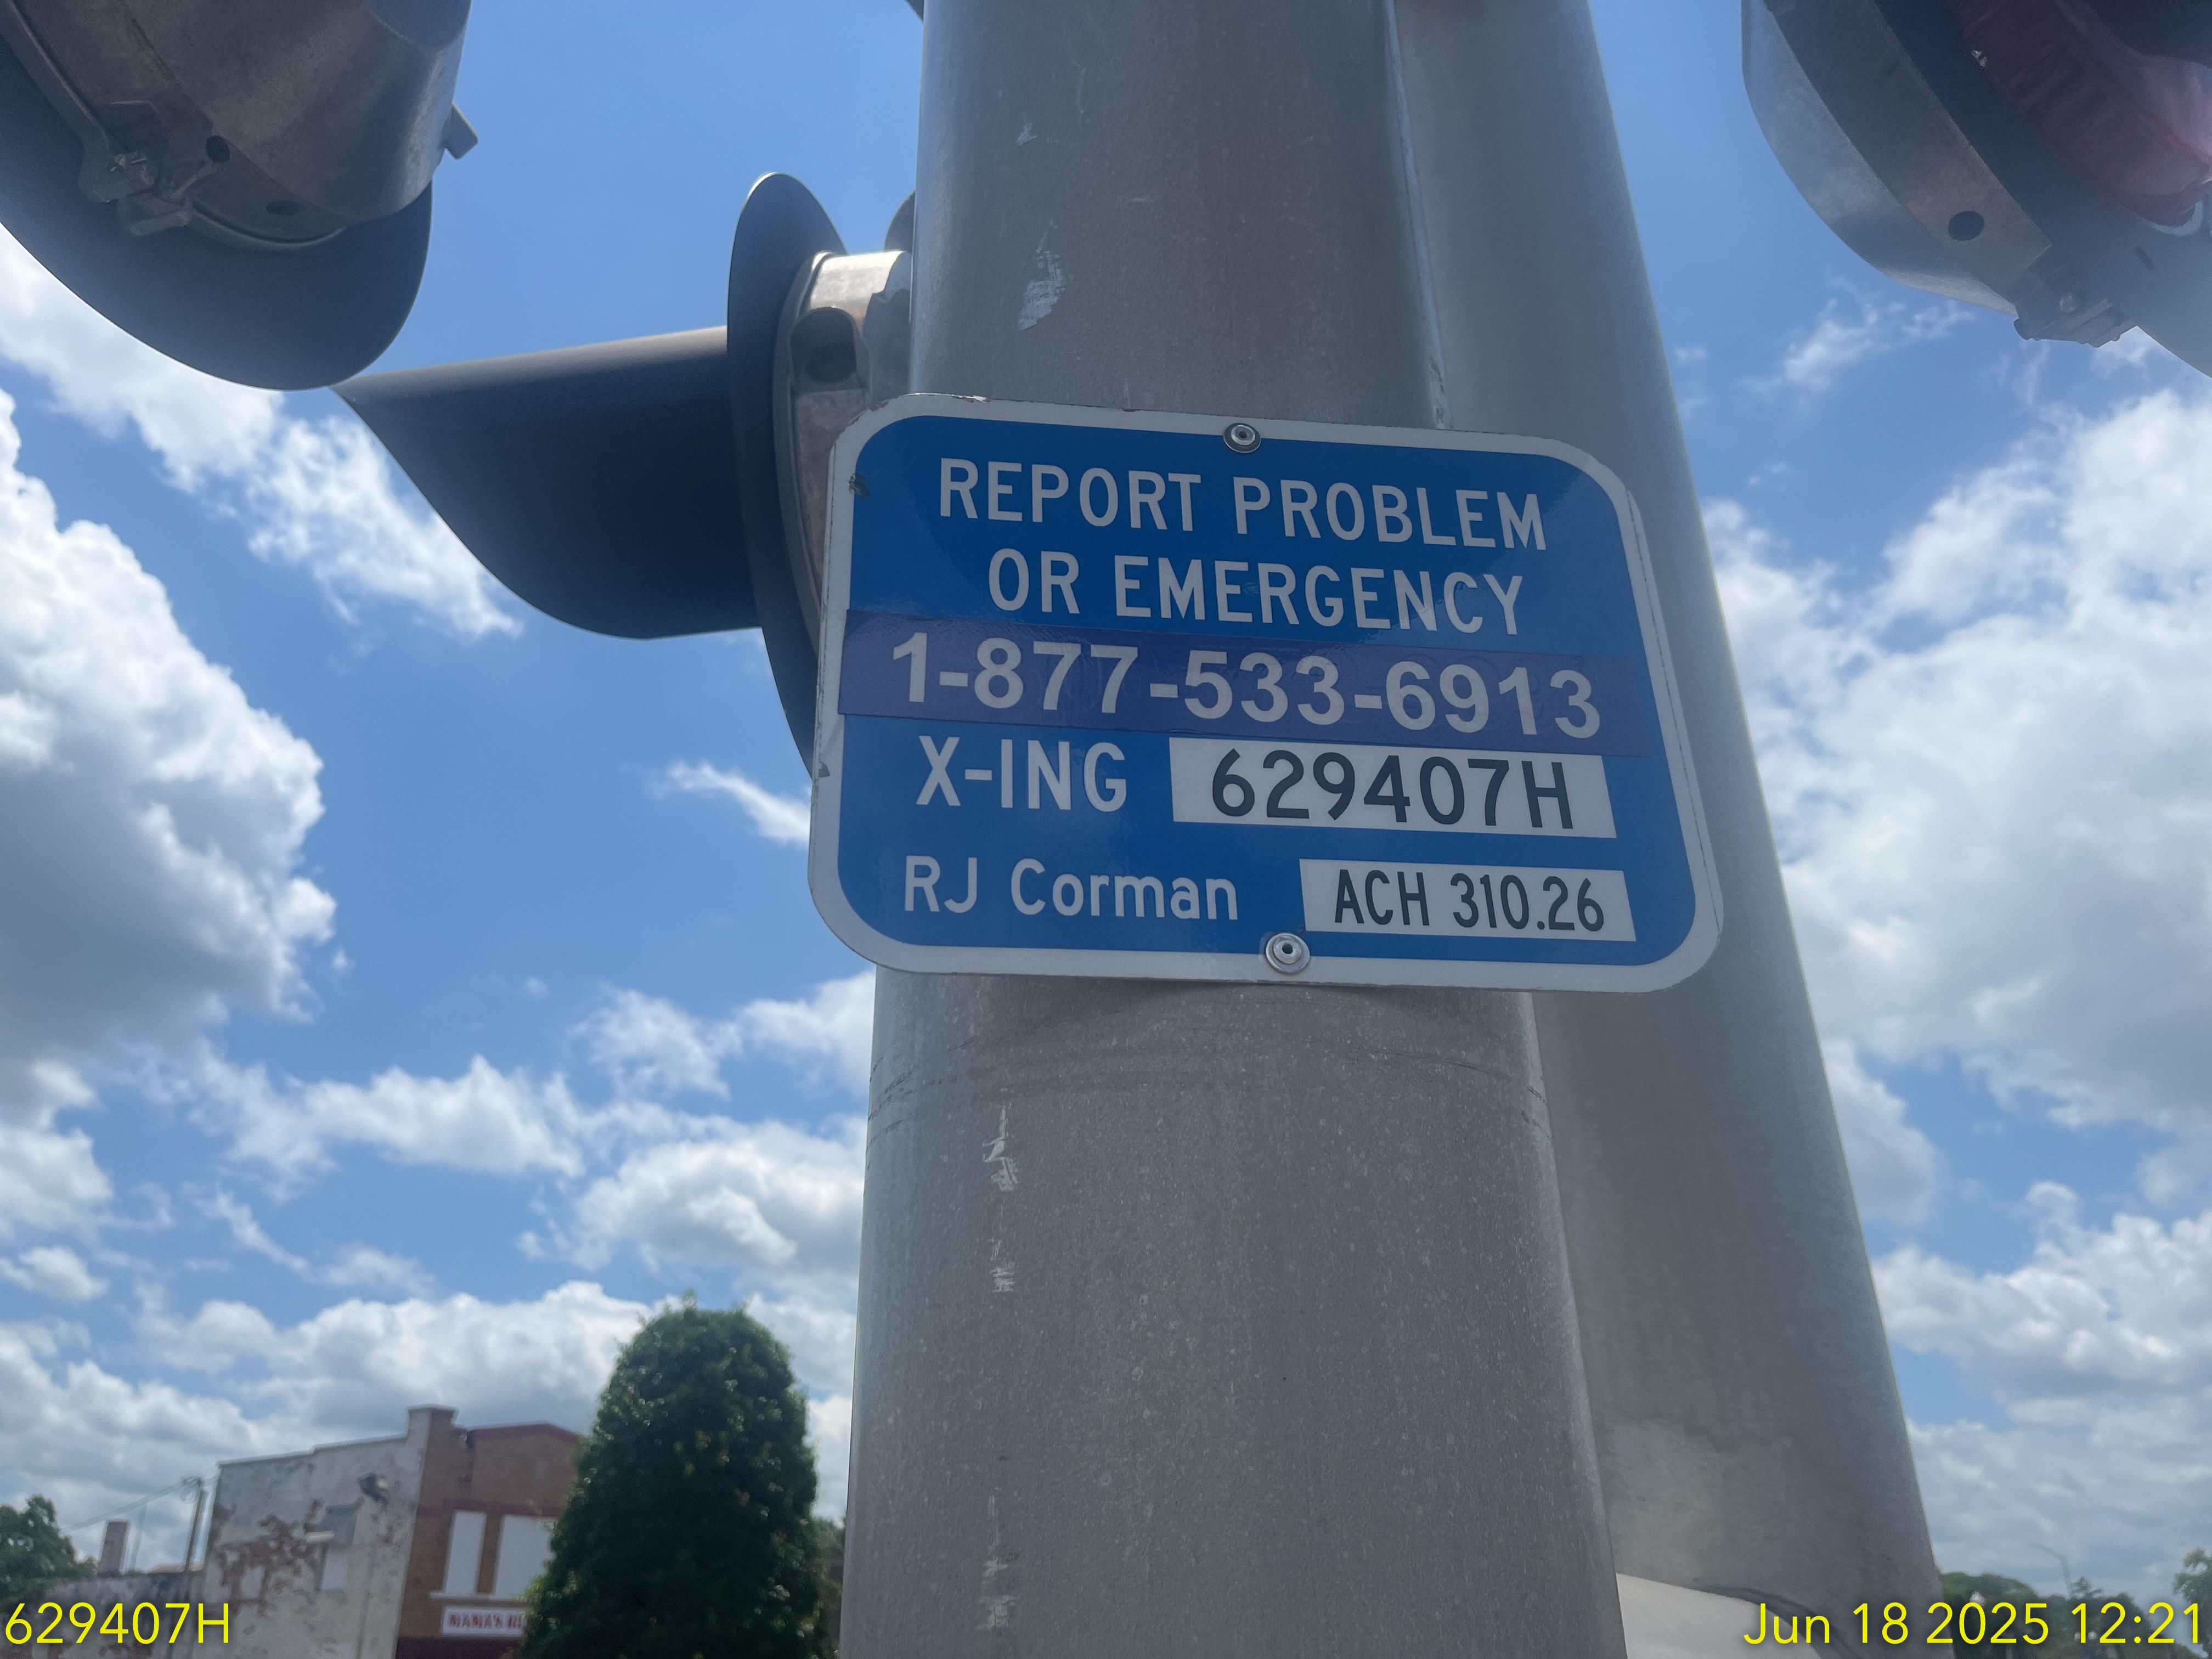 REPORT PROBLEM
OR EMERGENCY
1-877-533-6913
X-ING 629407H
RJ Corman ACH 310.26
MAMA'S
629407H
Jun 18 2025 12:21